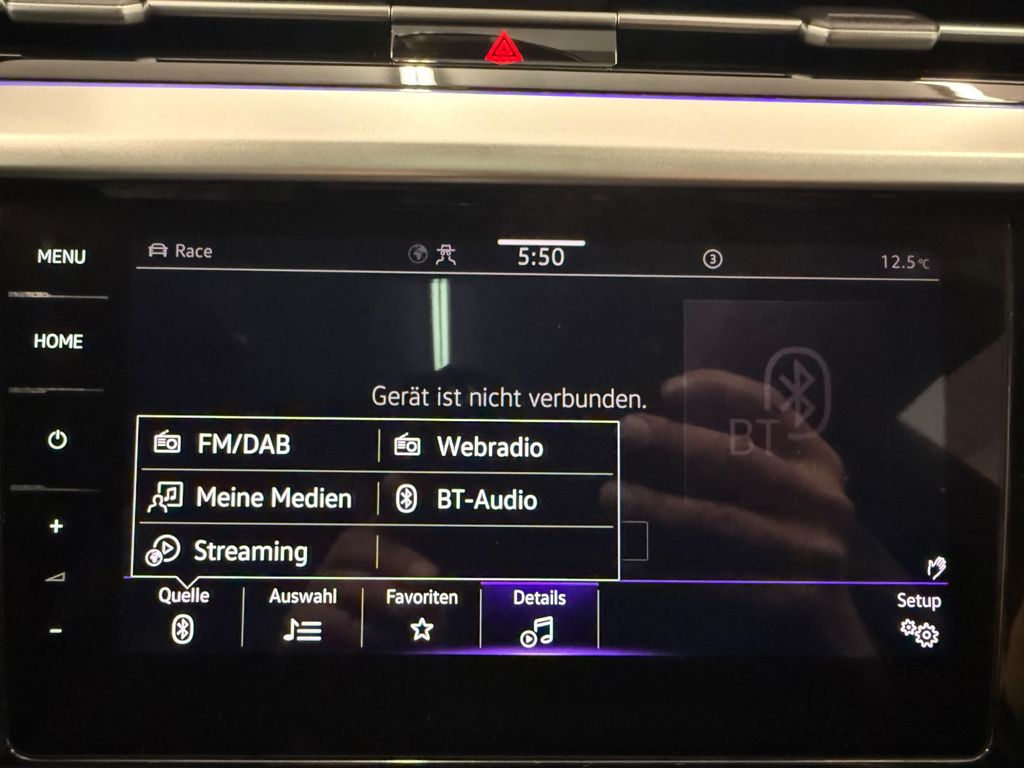 MENU
Race
5:50
3
12.5°C
HOME
Gerät ist nicht verbunden.
BT
FM/DAB
Webradio
Meine Medien
BT-Audio
Streaming
+
-
Quelle
Auswahl
Favoriten
Details
Setup